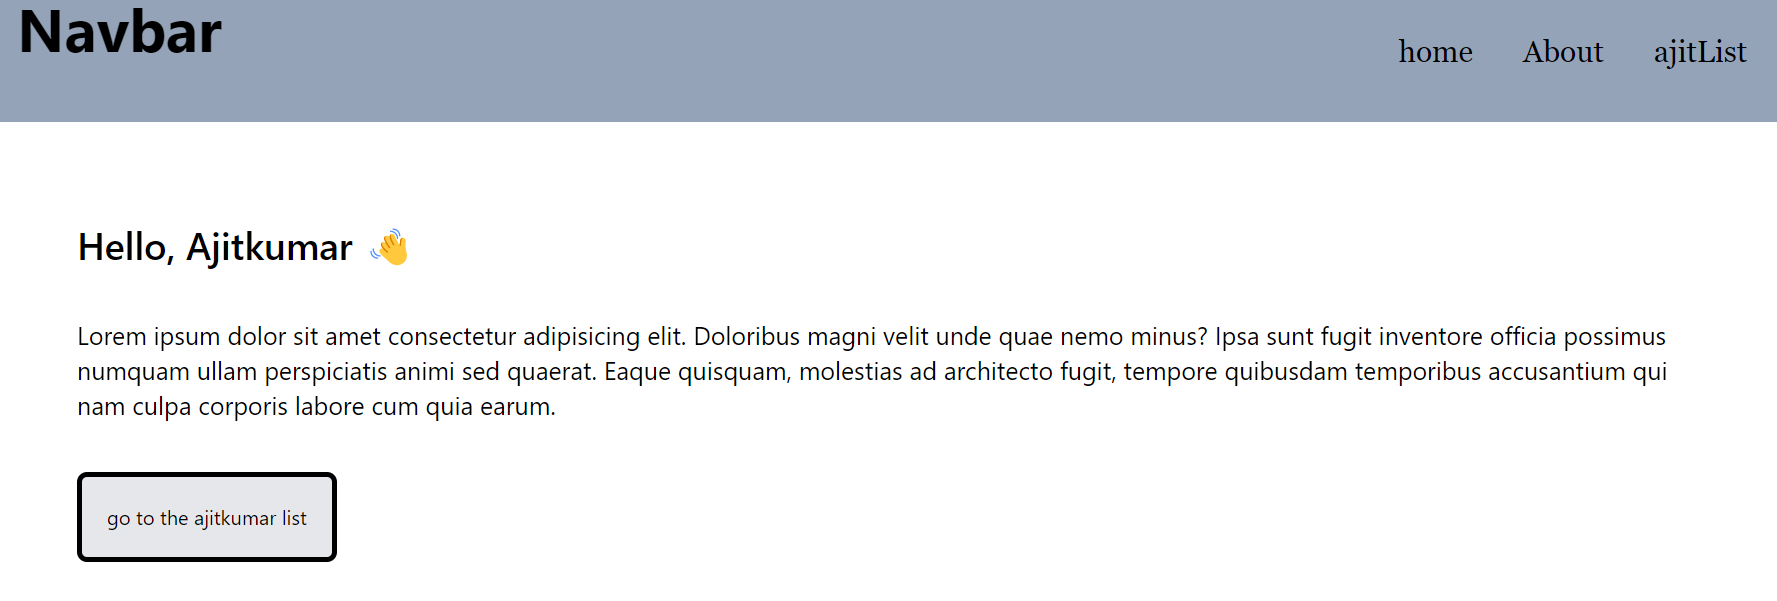 Navbar
home About ajitList
Hello, Ajitkumar 👋
Lorem ipsum dolor sit amet consectetur adipisicing elit. Doloribus magni velit unde quae nemo minus? Ipsa sunt fugit inventore officia possimus
numquam ullam perspiciatis animi sed quaerat. Eaque quisquam, molestias ad architecto fugit, tempore quibusdam temporibus accusantium qui
nam culpa corporis labore cum quia earum.
go to the ajitkumar list